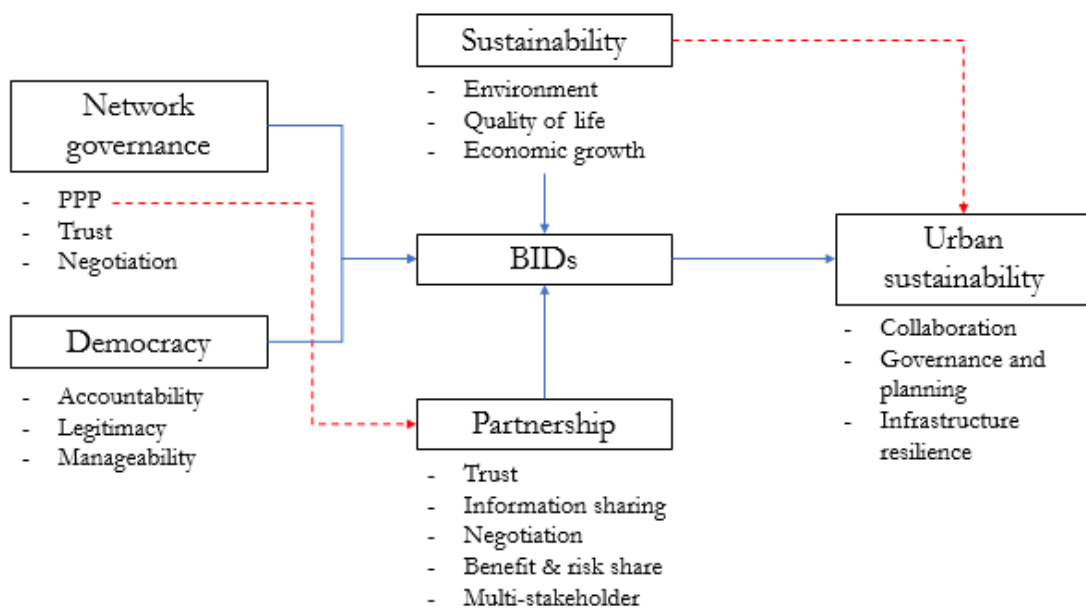 Sustainability
- Environment
- Quality of life
- Economic growth
Network
governance
- PPP
- Trust
- Negotiation
BIDs
Urban
sustainability
- Collaboration
- Governance and
planning
- Infrastructure
resilience
Democracy
- Accountability
- Legitimacy
- Manageability
Partnership
- Trust
- Information sharing
- Negotiation
- Benefit & risk share
- Multi-stakeholder